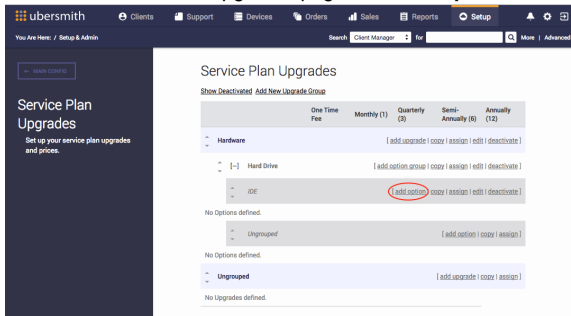 ubersmith Clients Support Devices Orders Sales Reports Setup
You Are Here: / Setup & Admin Search Client Manager for More | Advanced
← MAIN CONFIG
Service Plan Upgrades
Show Deactivated Add New Upgrade Group
Service Plan
Upgrades
Set up your service plan upgrades
and prices.
One Time
Fee Monthly (1) Quarterly
(3) Semi-
Annually (6) Annually
(12)
Hardware [ add upgrade | copy | assign | edit | deactivate ]
[–] Hard Drive [ add option group | copy | assign | edit | deactivate ]
IDE [ add option | copy | assign | edit | deactivate ]
No Options defined.
Ungrouped [ add option | copy | assign ]
No Options defined.
Ungrouped [ add upgrade | copy | assign ]
No Upgrades defined.